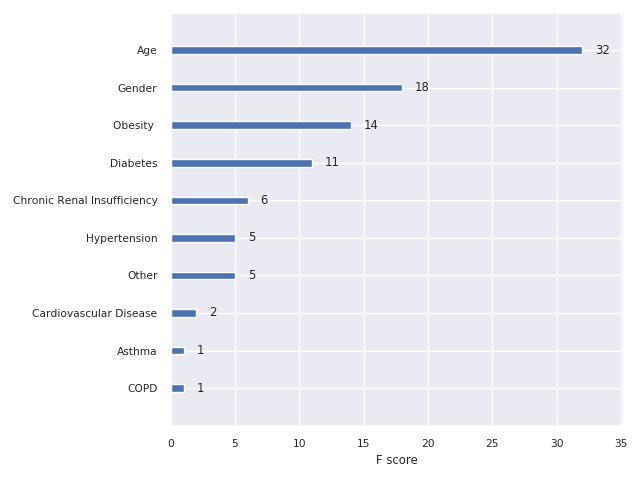 Age 32
Gender 18
Obesity 14
Diabetes 11
Chronic Renal Insufficiency 6
Hypertension 5
Other 5
Cardiovascular Disease 2
Asthma 1
COPD 1
0 5 10 15 20 25 30 35
F score